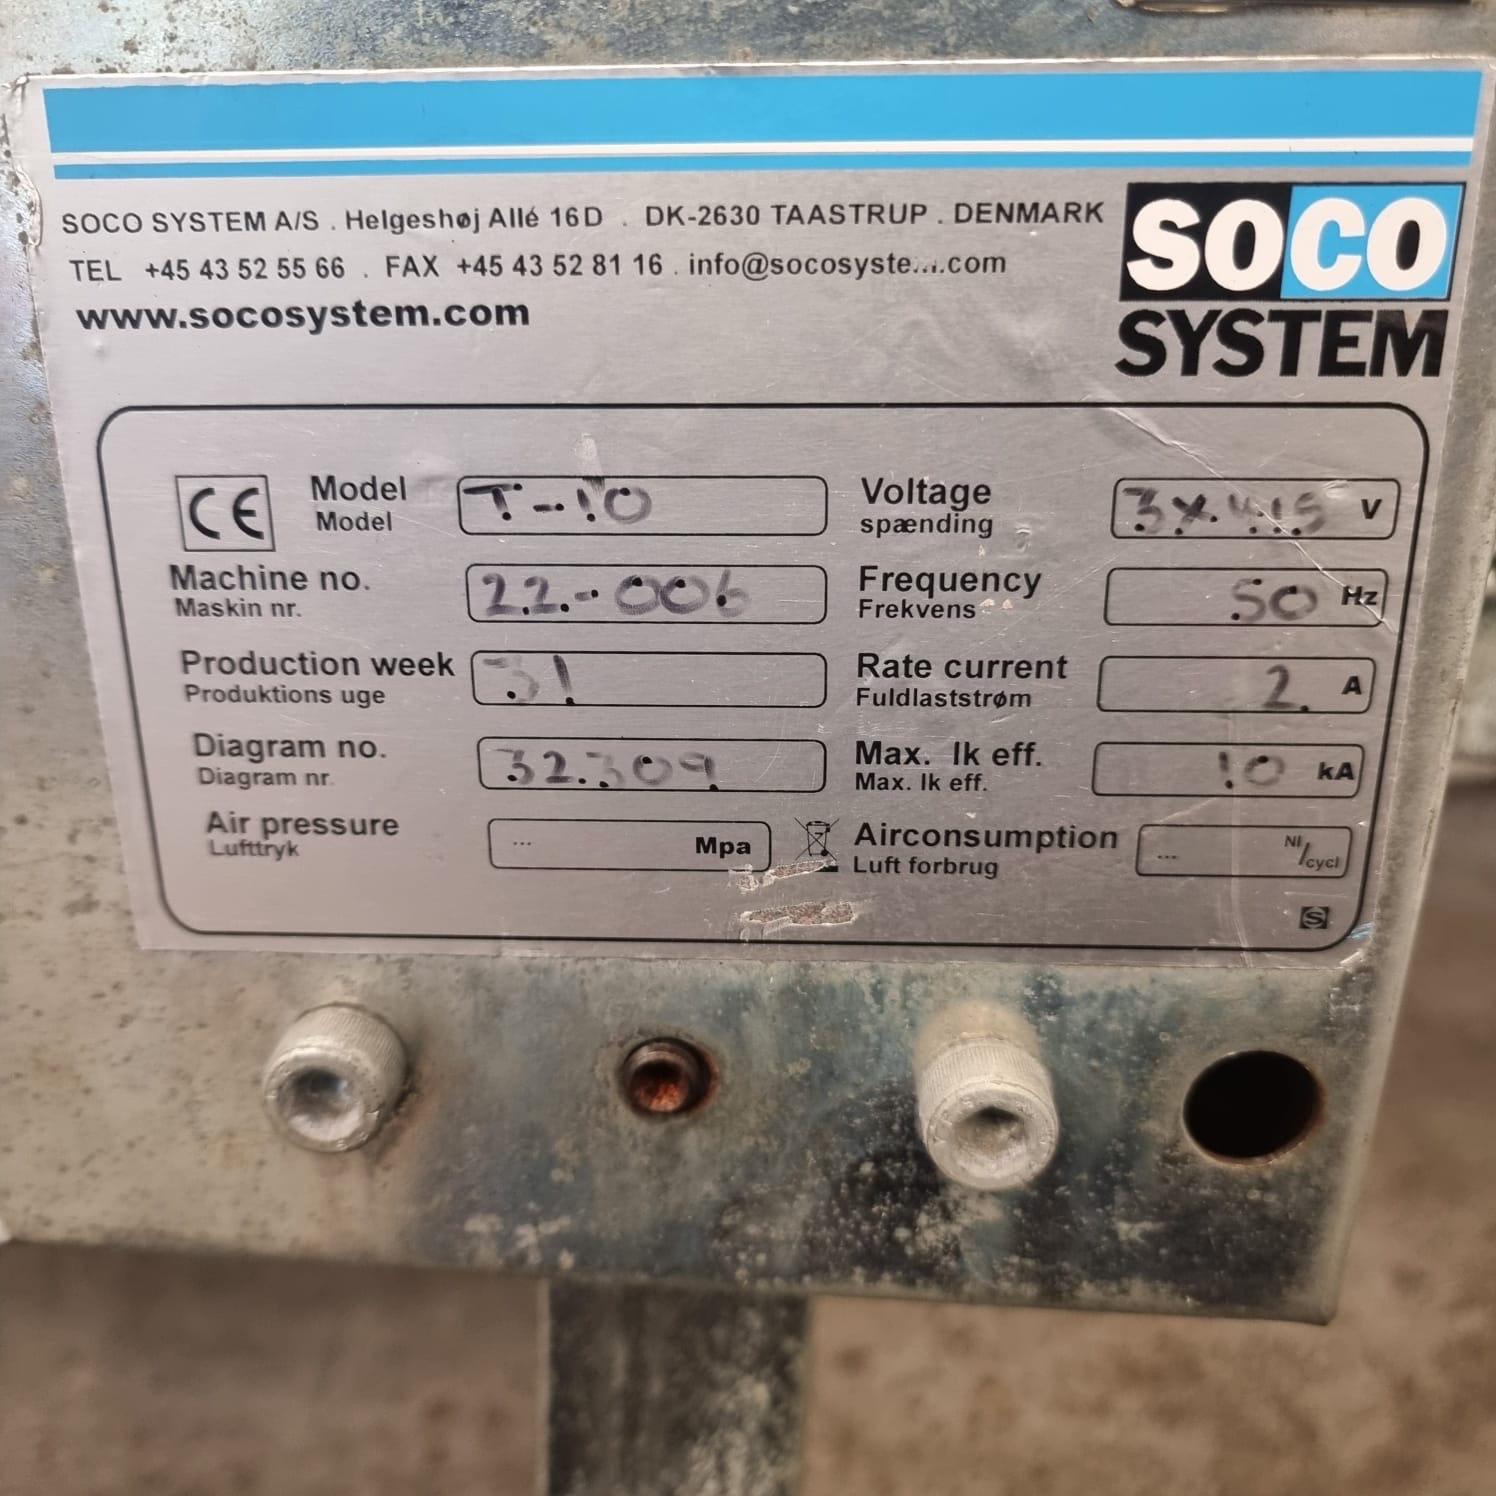 SOCO SYSTEM A/S . Helgeshøj Allé 16D . DK-2630 TAASTRUP . DENMARK
TEL +45 43 52 55 66 . FAX +45 43 52 81 16 . info@socosyste....com
www.socosystem.com
SOCO
SYSTEM
CE
Model T-10
Model
Voltage 3x415 V
spænding
Machine no. 22-006
Maskin nr.
Frequency 50 Hz
Frekvens
Production week 31
Produktions uge
Rate current 2 A
Fuldlaststrøm
Diagram no. 32.309
Diagram nr.
Max. Ik eff. 10 kA
Max. Ik eff.
Air pressure ... Mpa
Lufttryk
Airconsumption ... Nl/cycl
Luft forbrug
S